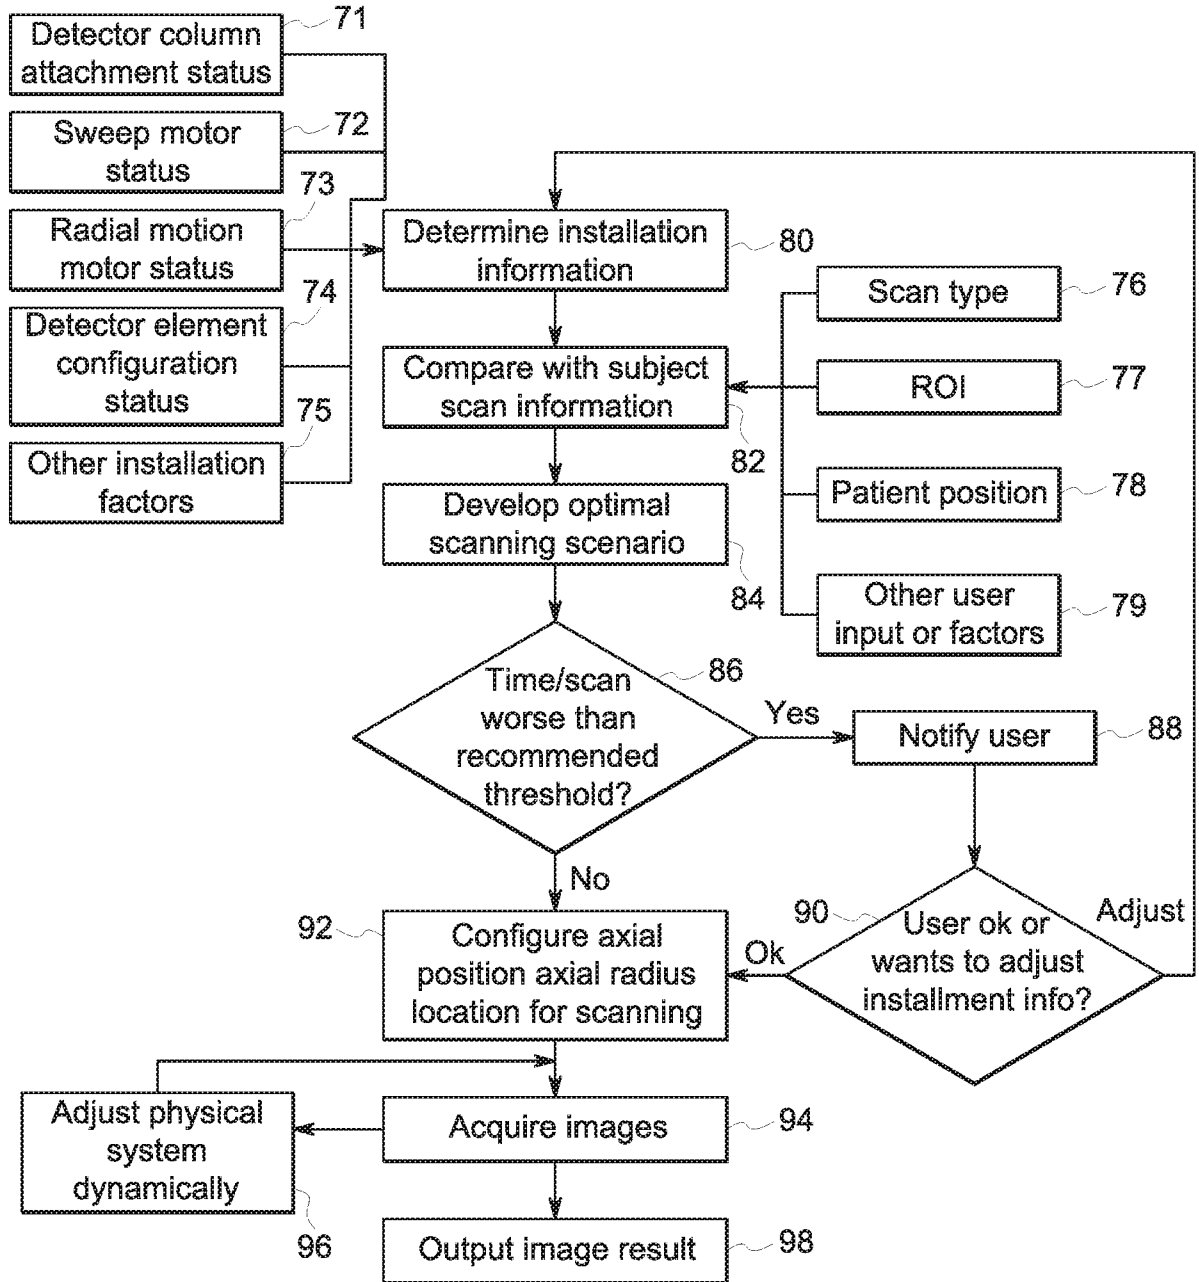 Detector column
attachment status
71
Sweep motor
status
72
Radial motion
motor status
73
Detector element
configuration
status
74
Other installation
factors
75
Determine installation
information
80
Compare with subject
scan information
82
Scan type
76
ROI
77
Patient position
78
Other user
input or factors
79
Develop optimal
scanning scenario
84
Time/scan
worse than
recommended
threshold?
86
Yes
No
Notify user
88
User ok or
wants to adjust
installment info?
90
Ok
Adjust
Configure axial
position axial radius
location for scanning
92
Acquire images
94
Adjust physical
system
dynamically
96
Output image result
98